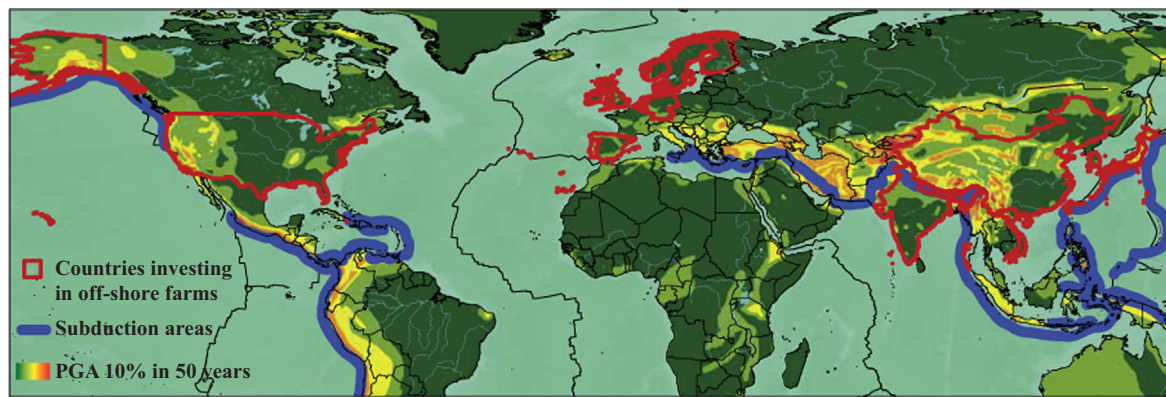 Countries investing
in off-shore farms
Subduction areas
PGA 10% in 50 years